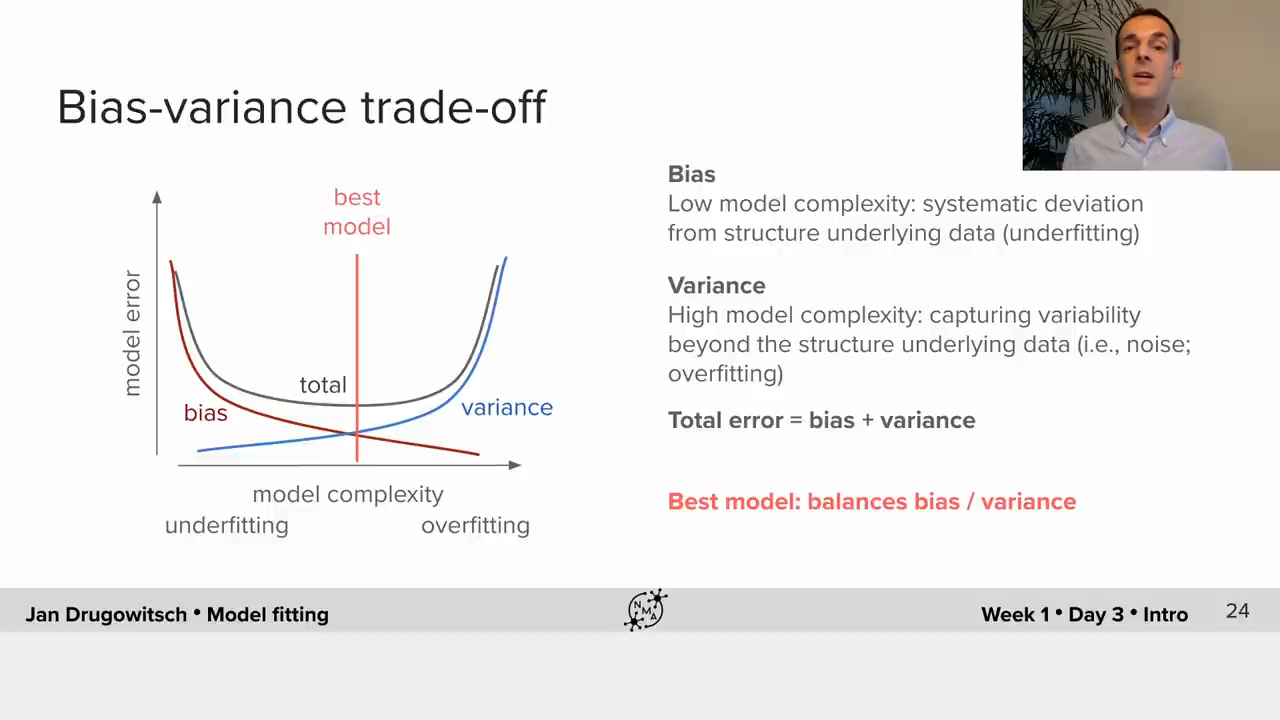 Bias-variance trade-off
best
model
model error
total
bias
variance
model complexity
underfitting
overfitting
Bias
Low model complexity: systematic deviation
from structure underlying data (underfitting)
Variance
High model complexity: capturing variability
beyond the structure underlying data (i.e., noise;
overfitting)
Total error = bias + variance
Best model: balances bias / variance
Jan Drugowitsch • Model fitting
N
M
A
Week 1 • Day 3 • Intro
24